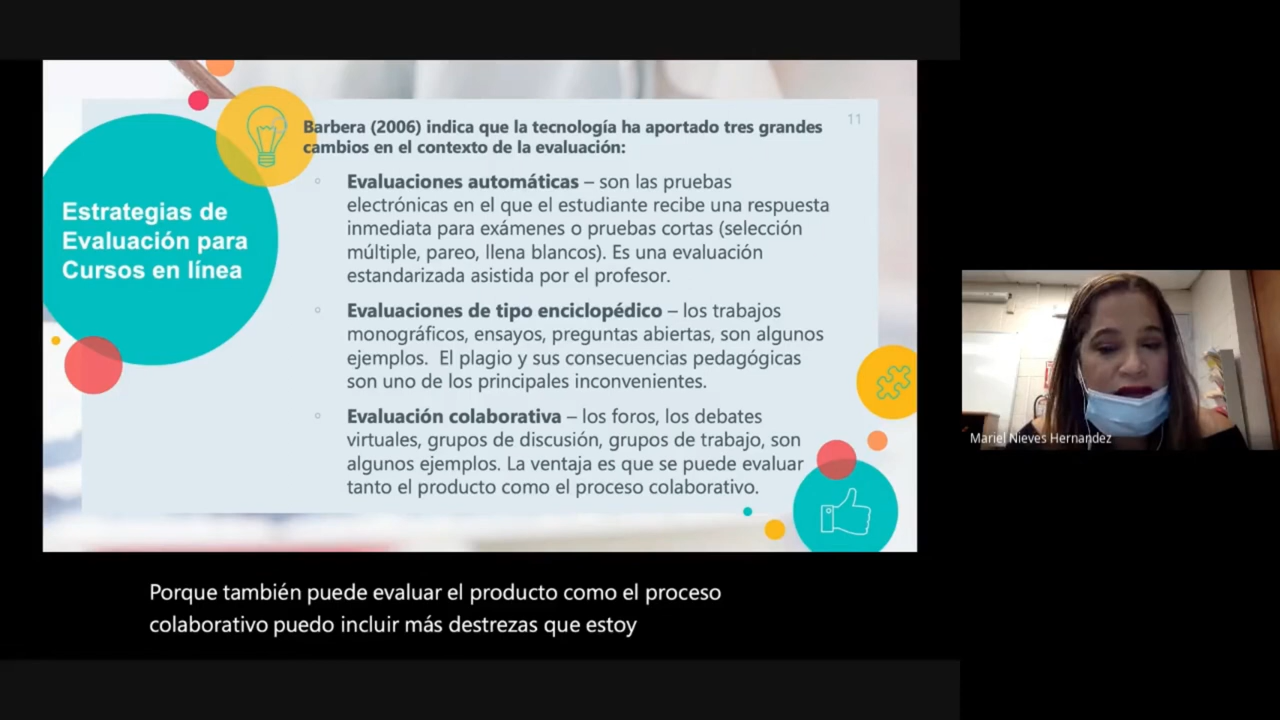 11
Barbera (2006) indica que la tecnología ha aportado tres grandes
cambios en el contexto de la evaluación:
Estrategias de
Evaluación para
Cursos en línea
Evaluaciones automáticas – son las pruebas
electrónicas en el que el estudiante recibe una respuesta
inmediata para exámenes o pruebas cortas (selección
múltiple, pareo, llena blancos). Es una evaluación
estandarizada asistida por el profesor.
Evaluaciones de tipo enciclopédico – los trabajos
monográficos, ensayos, preguntas abiertas, son algunos
ejemplos. El plagio y sus consecuencias pedagógicas
son uno de los principales inconvenientes.
Evaluación colaborativa – los foros, los debates
virtuales, grupos de discusión, grupos de trabajo, son
algunos ejemplos. La ventaja es que se puede evaluar
tanto el producto como el proceso colaborativo.
Mariel Nieves Hernandez
Porque también puede evaluar el producto como el proceso
colaborativo puedo incluir más destrezas que estoy